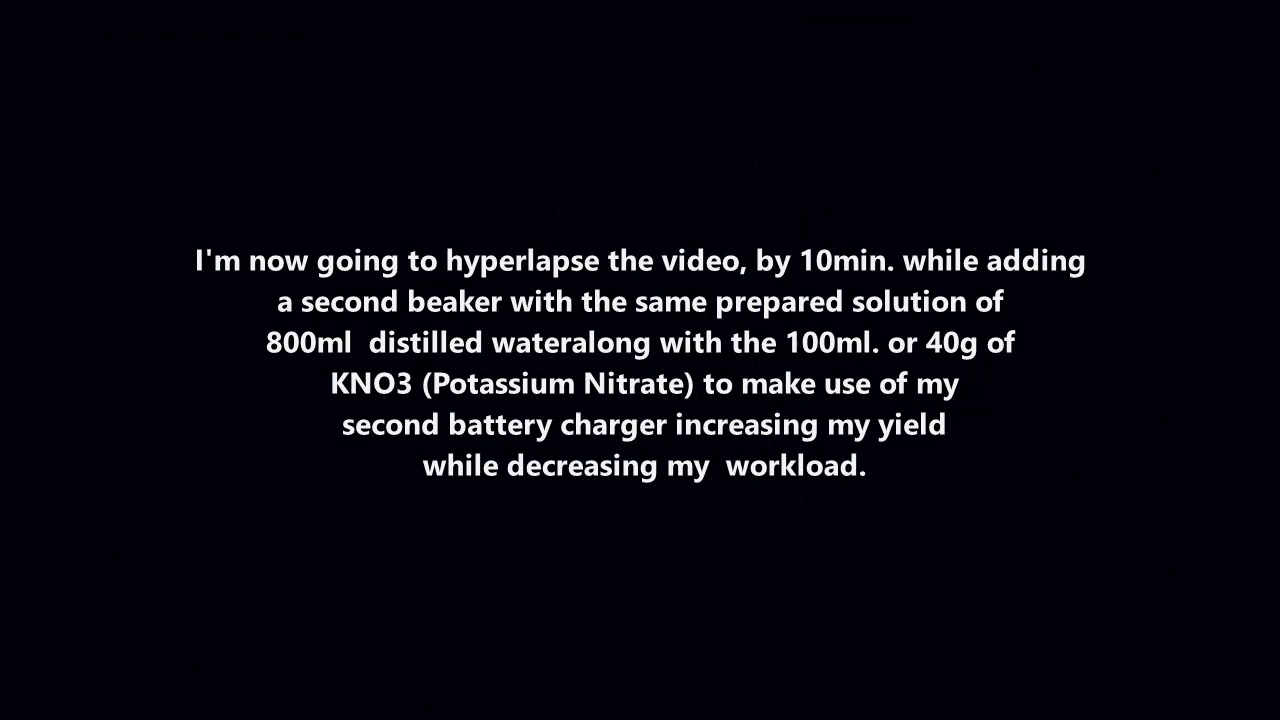 I'm now going to hyperlapse the video, by 10min. while adding
a second beaker with the same prepared solution of
800ml  distilled wateralong with the 100ml. or 40g of
KNO3 (Potassium Nitrate) to make use of my
second battery charger increasing my yield
while decreasing my  workload.